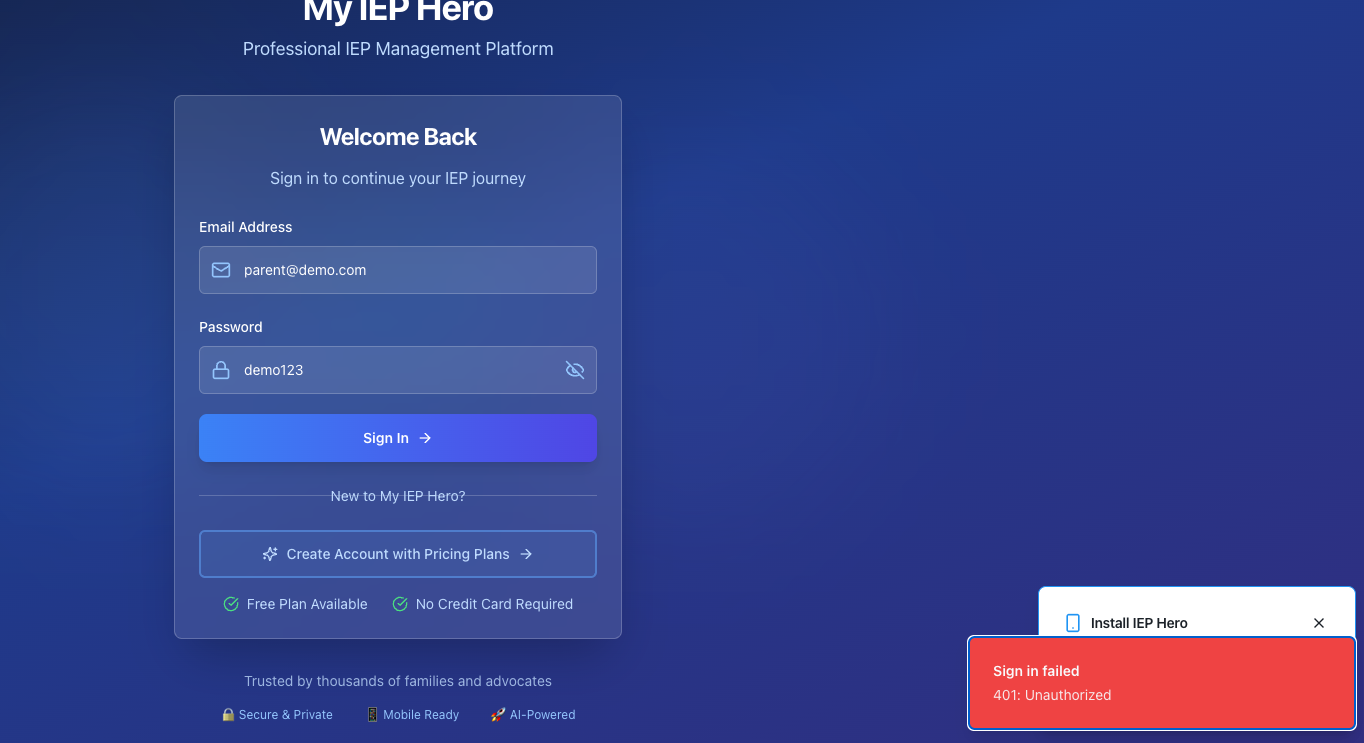 My IEP Hero
Professional IEP Management Platform
Welcome Back
Sign in to continue your IEP journey
Email Address
parent@demo.com
Password
demo123
Sign In
New to My IEP Hero?
Create Account with Pricing Plans
Free Plan Available
No Credit Card Required
Trusted by thousands of families and advocates
Secure & Private
Mobile Ready
AI-Powered
Install IEP Hero
Sign in failed
401: Unauthorized